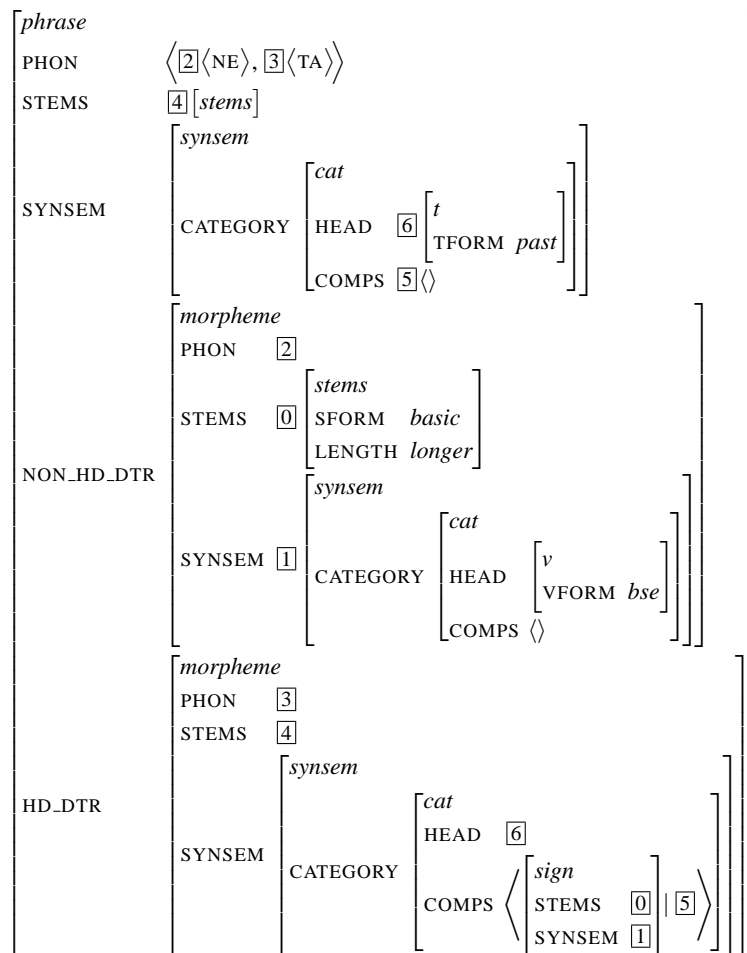 phrase
PHON ⟨2⟨NE⟩, 3⟨TA⟩⟩
STEMS 4[stems]
synsem
cat
SYNSEM CATEGORY HEAD 6 t
TFORM past
COMPS 5⟨⟩
morpheme
PHON 2
stems
STEMS 0 SFORM basic
LENGTH longer
NON_HD_DTR
synsem
cat
SYNSEM 1 CATEGORY HEAD v
VFORM bse
COMPS ⟨⟩
morpheme
PHON 3
STEMS 4
synsem
HD_DTR
cat
HEAD 6
SYNSEM CATEGORY
sign
COMPS ⟨ STEMS 0 | 5 ⟩
SYNSEM 1